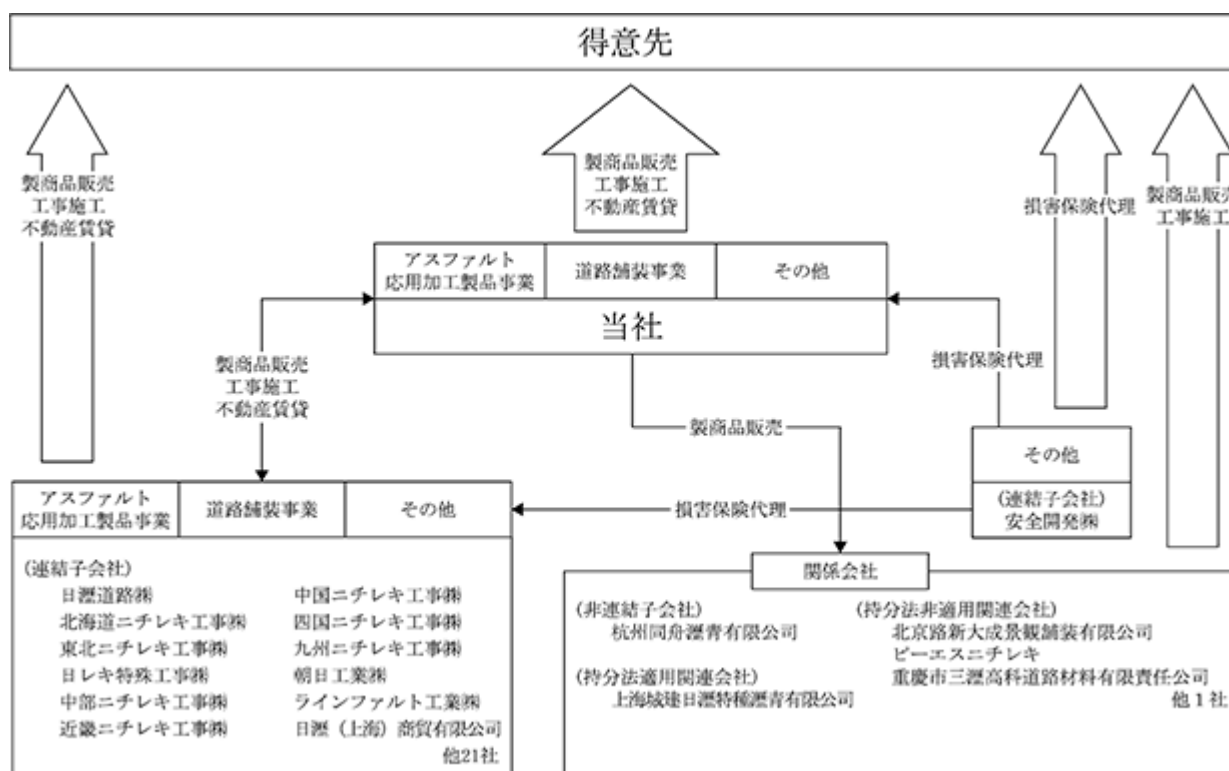 得意先
製商品販売
工事施工
不動産賃貸
製商品販売
工事施工
不動産賃貸
損害保険代理
製商品販売
工事施工
アスファルト
応用加工製品事業
道路舗装事業
その他
当社
製商品販売
工事施工
不動産賃貸
損害保険代理
製商品販売
その他
(連結子会社)
安全開発㈱
アスファルト
応用加工製品事業
道路舗装事業
その他
損害保険代理
(連結子会社)
日瀝道路㈱
北海道ニチレキ工事㈱
東北ニチレキ工事㈱
日レキ特殊工事㈱
中部ニチレキ工事㈱
近畿ニチレキ工事㈱
中国ニチレキ工事㈱
四国ニチレキ工事㈱
九州ニチレキ工事㈱
朝日工業㈱
ラインファルト工業㈱
日瀝（上海）商貿有限公司
他21社
関係会社
(非連結子会社)
杭州同舟瀝青有限公司
(持分法適用関連会社)
上海城建日瀝特種瀝青有限公司
(持分法非適用関連会社)
北京路新大成景観舗装有限公司
ピーエスニチレキ
重慶市三瀝高科道路材料有限責任公司
他１社